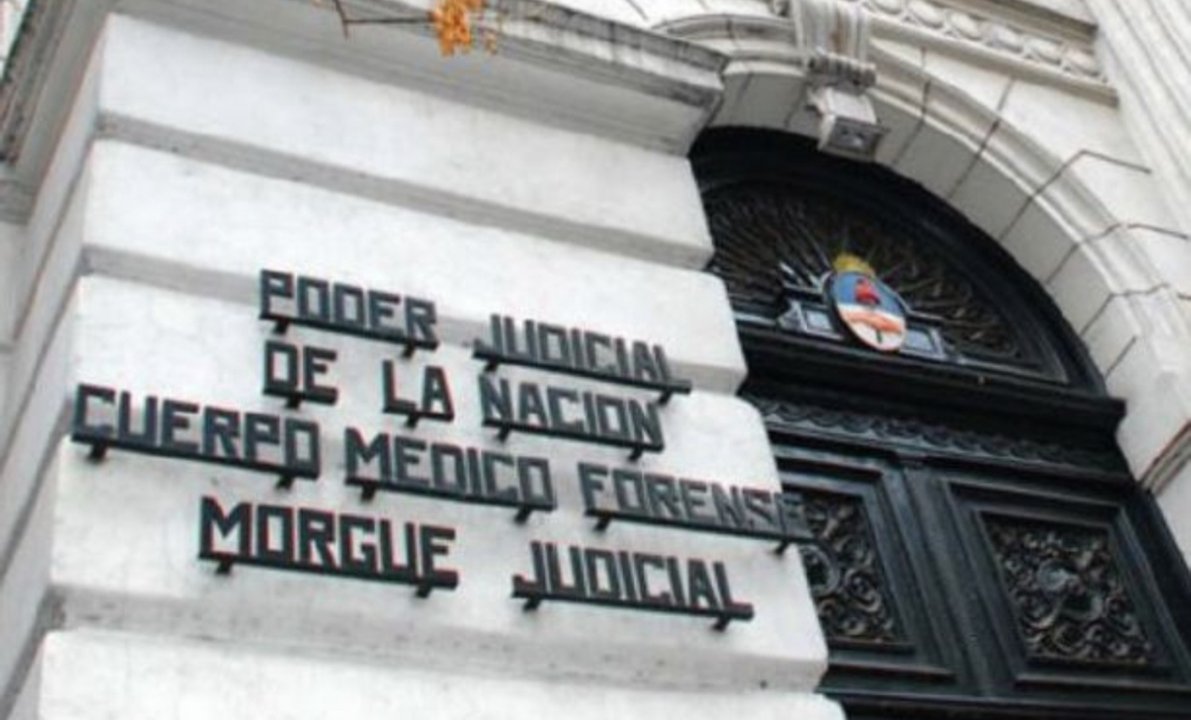 PODER JUDICIAL
DE LA NACION
CUERPO MEDICO FORENSE
MORGUE JUDICIAL